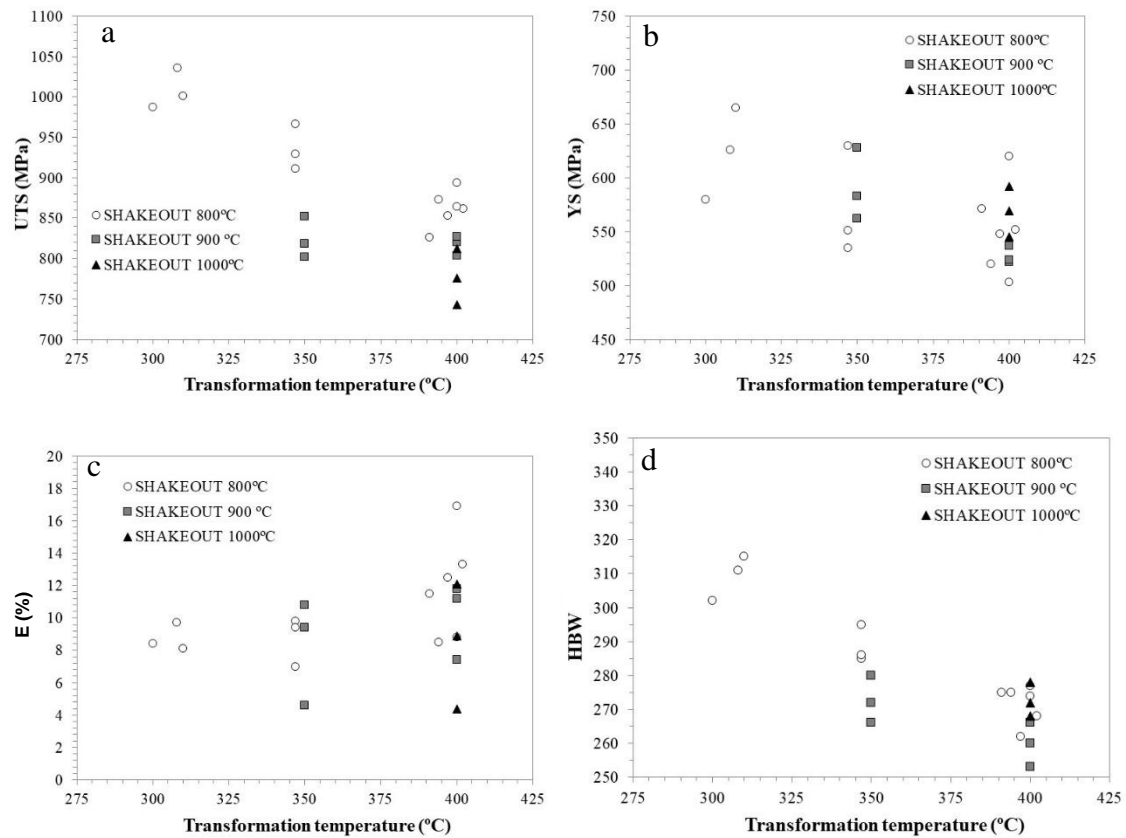 a
1100
1050
1000
950
900
850
800
750
700
UTS (MPa)
SHAKEOUT 800ºC
SHAKEOUT 900 ºC
SHAKEOUT 1000ºC
275 300 325 350 375 400 425
Transformation temperature (ºC)
b
750
700
650
600
550
500
450
YS (MPa)
SHAKEOUT 800ºC
SHAKEOUT 900 ºC
SHAKEOUT 1000ºC
275 300 325 350 375 400 425
Transformation temperature (ºC)
c
20
18
16
14
12
10
8
6
4
2
0
E (%)
SHAKEOUT 800ºC
SHAKEOUT 900 ºC
SHAKEOUT 1000ºC
275 300 325 350 375 400 425
Transformation temperature (ºC)
d
350
340
330
320
310
300
290
280
270
260
250
HBW
SHAKEOUT 800ºC
SHAKEOUT 900 ºC
SHAKEOUT 1000ºC
275 300 325 350 375 400 425
Transformation temperature (ºC)